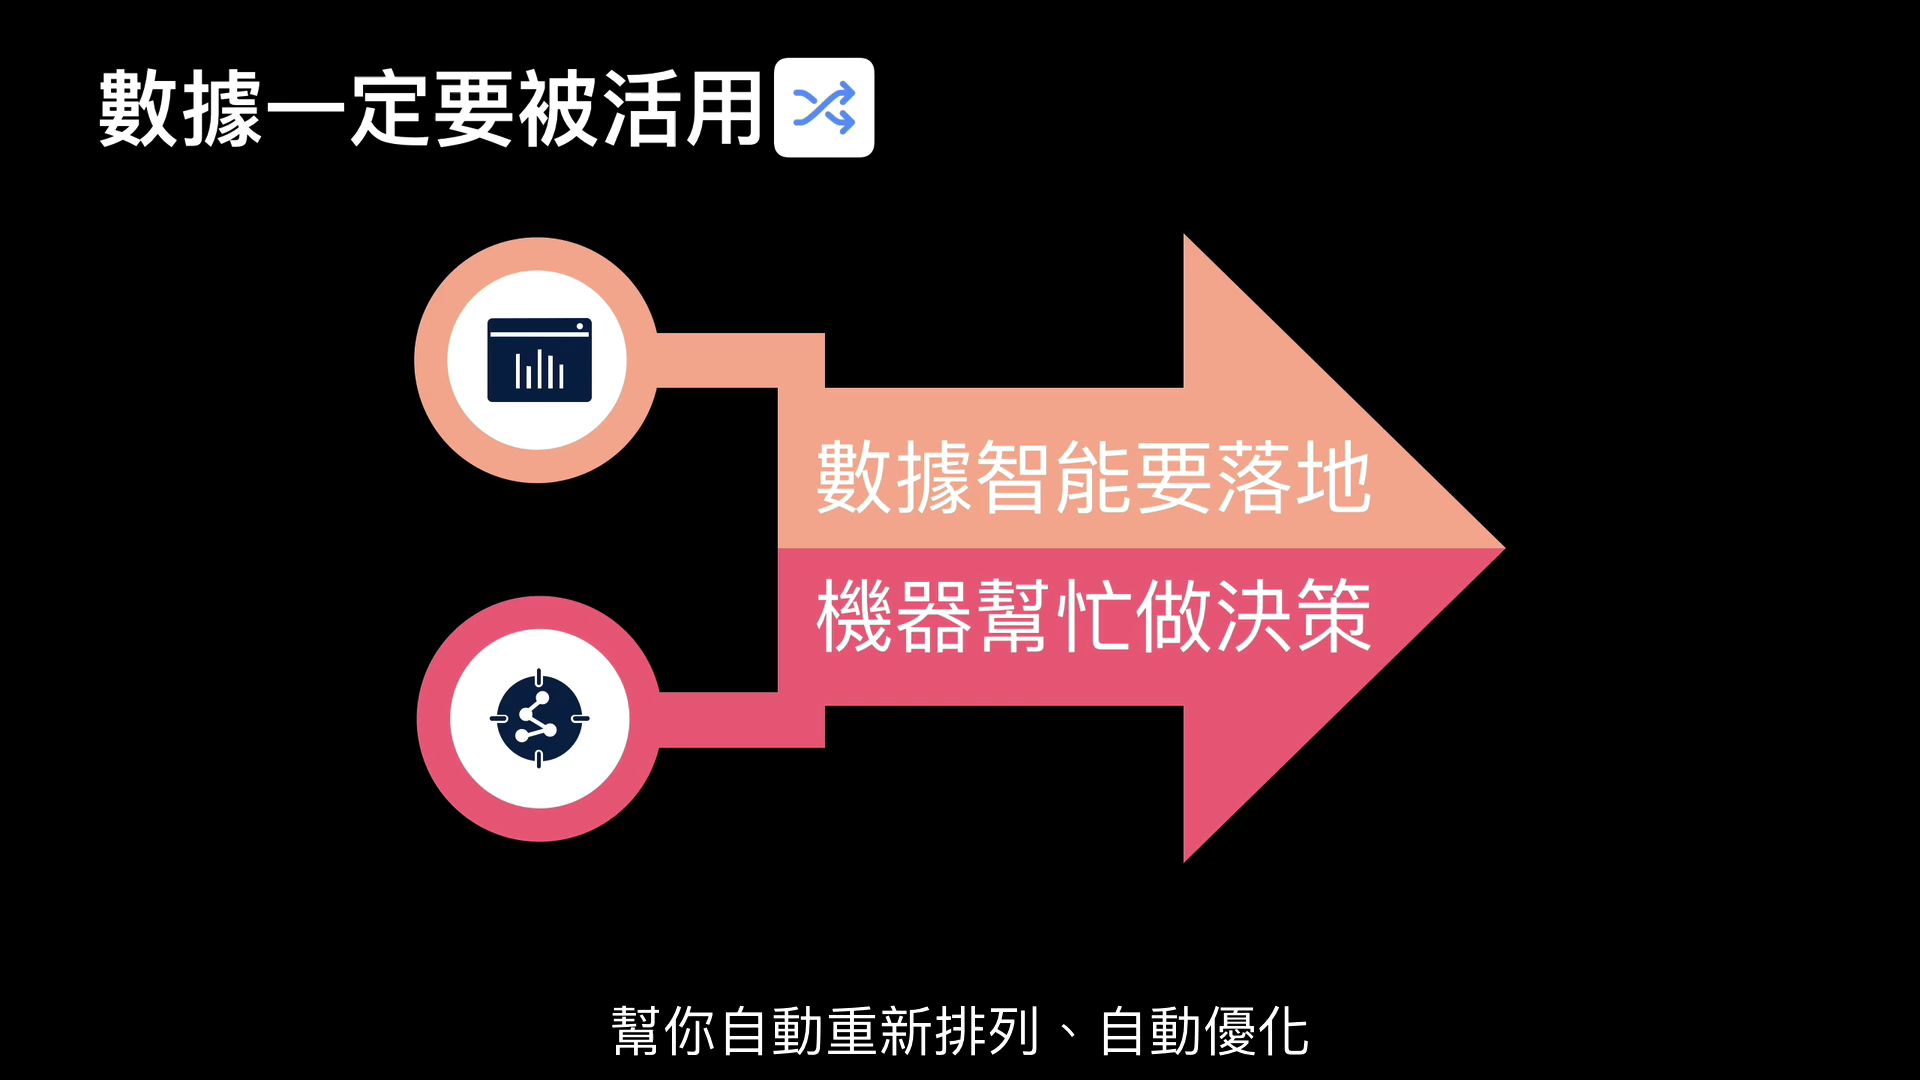 數據一定要被活用
數據智能要落地
機器幫忙做決策
幫你自動重新排列、自動優化